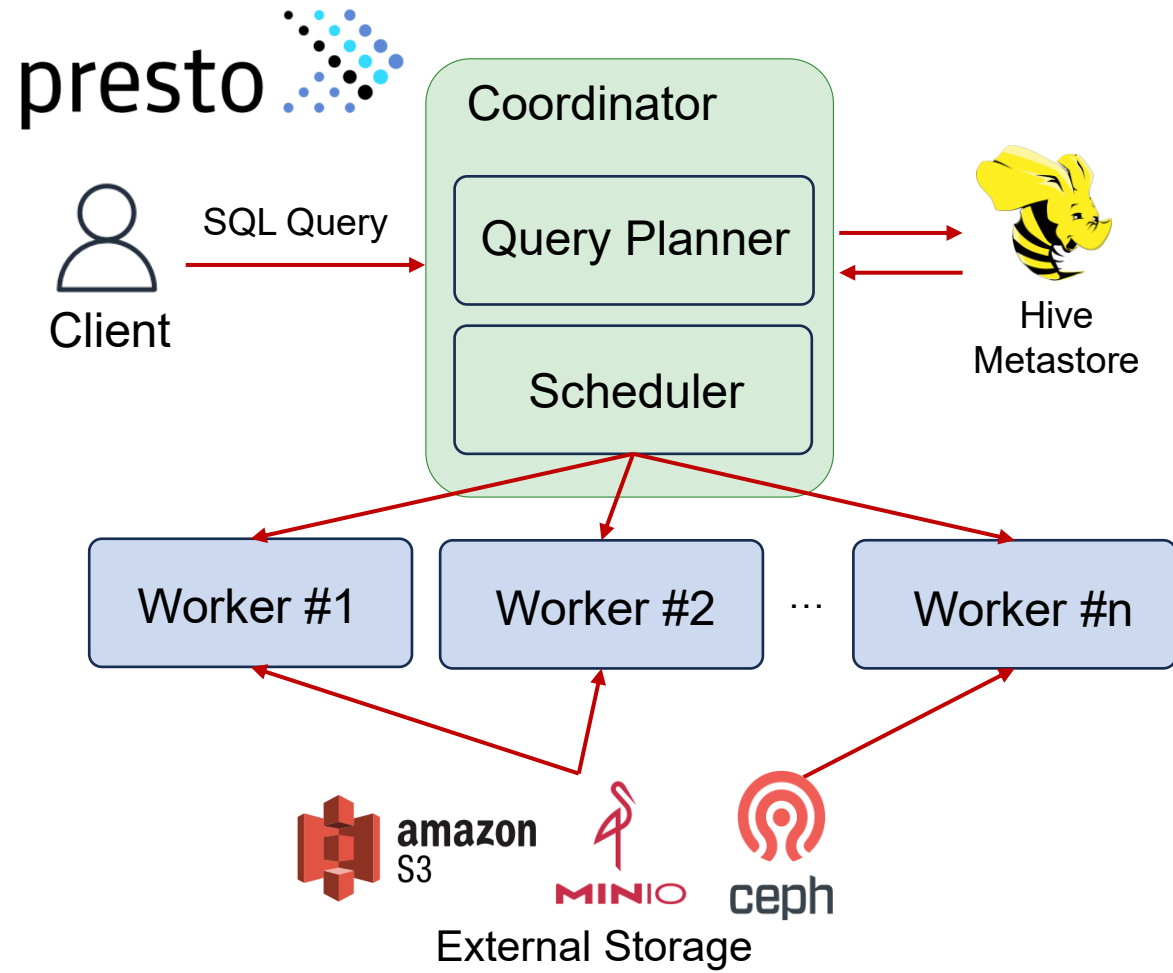 presto
Coordinator
SQL Query
Query Planner
Client
Hive
Metastore
Scheduler
Worker #1
Worker #2
...
Worker #n
amazon
S3
MINIO
ceph
External Storage